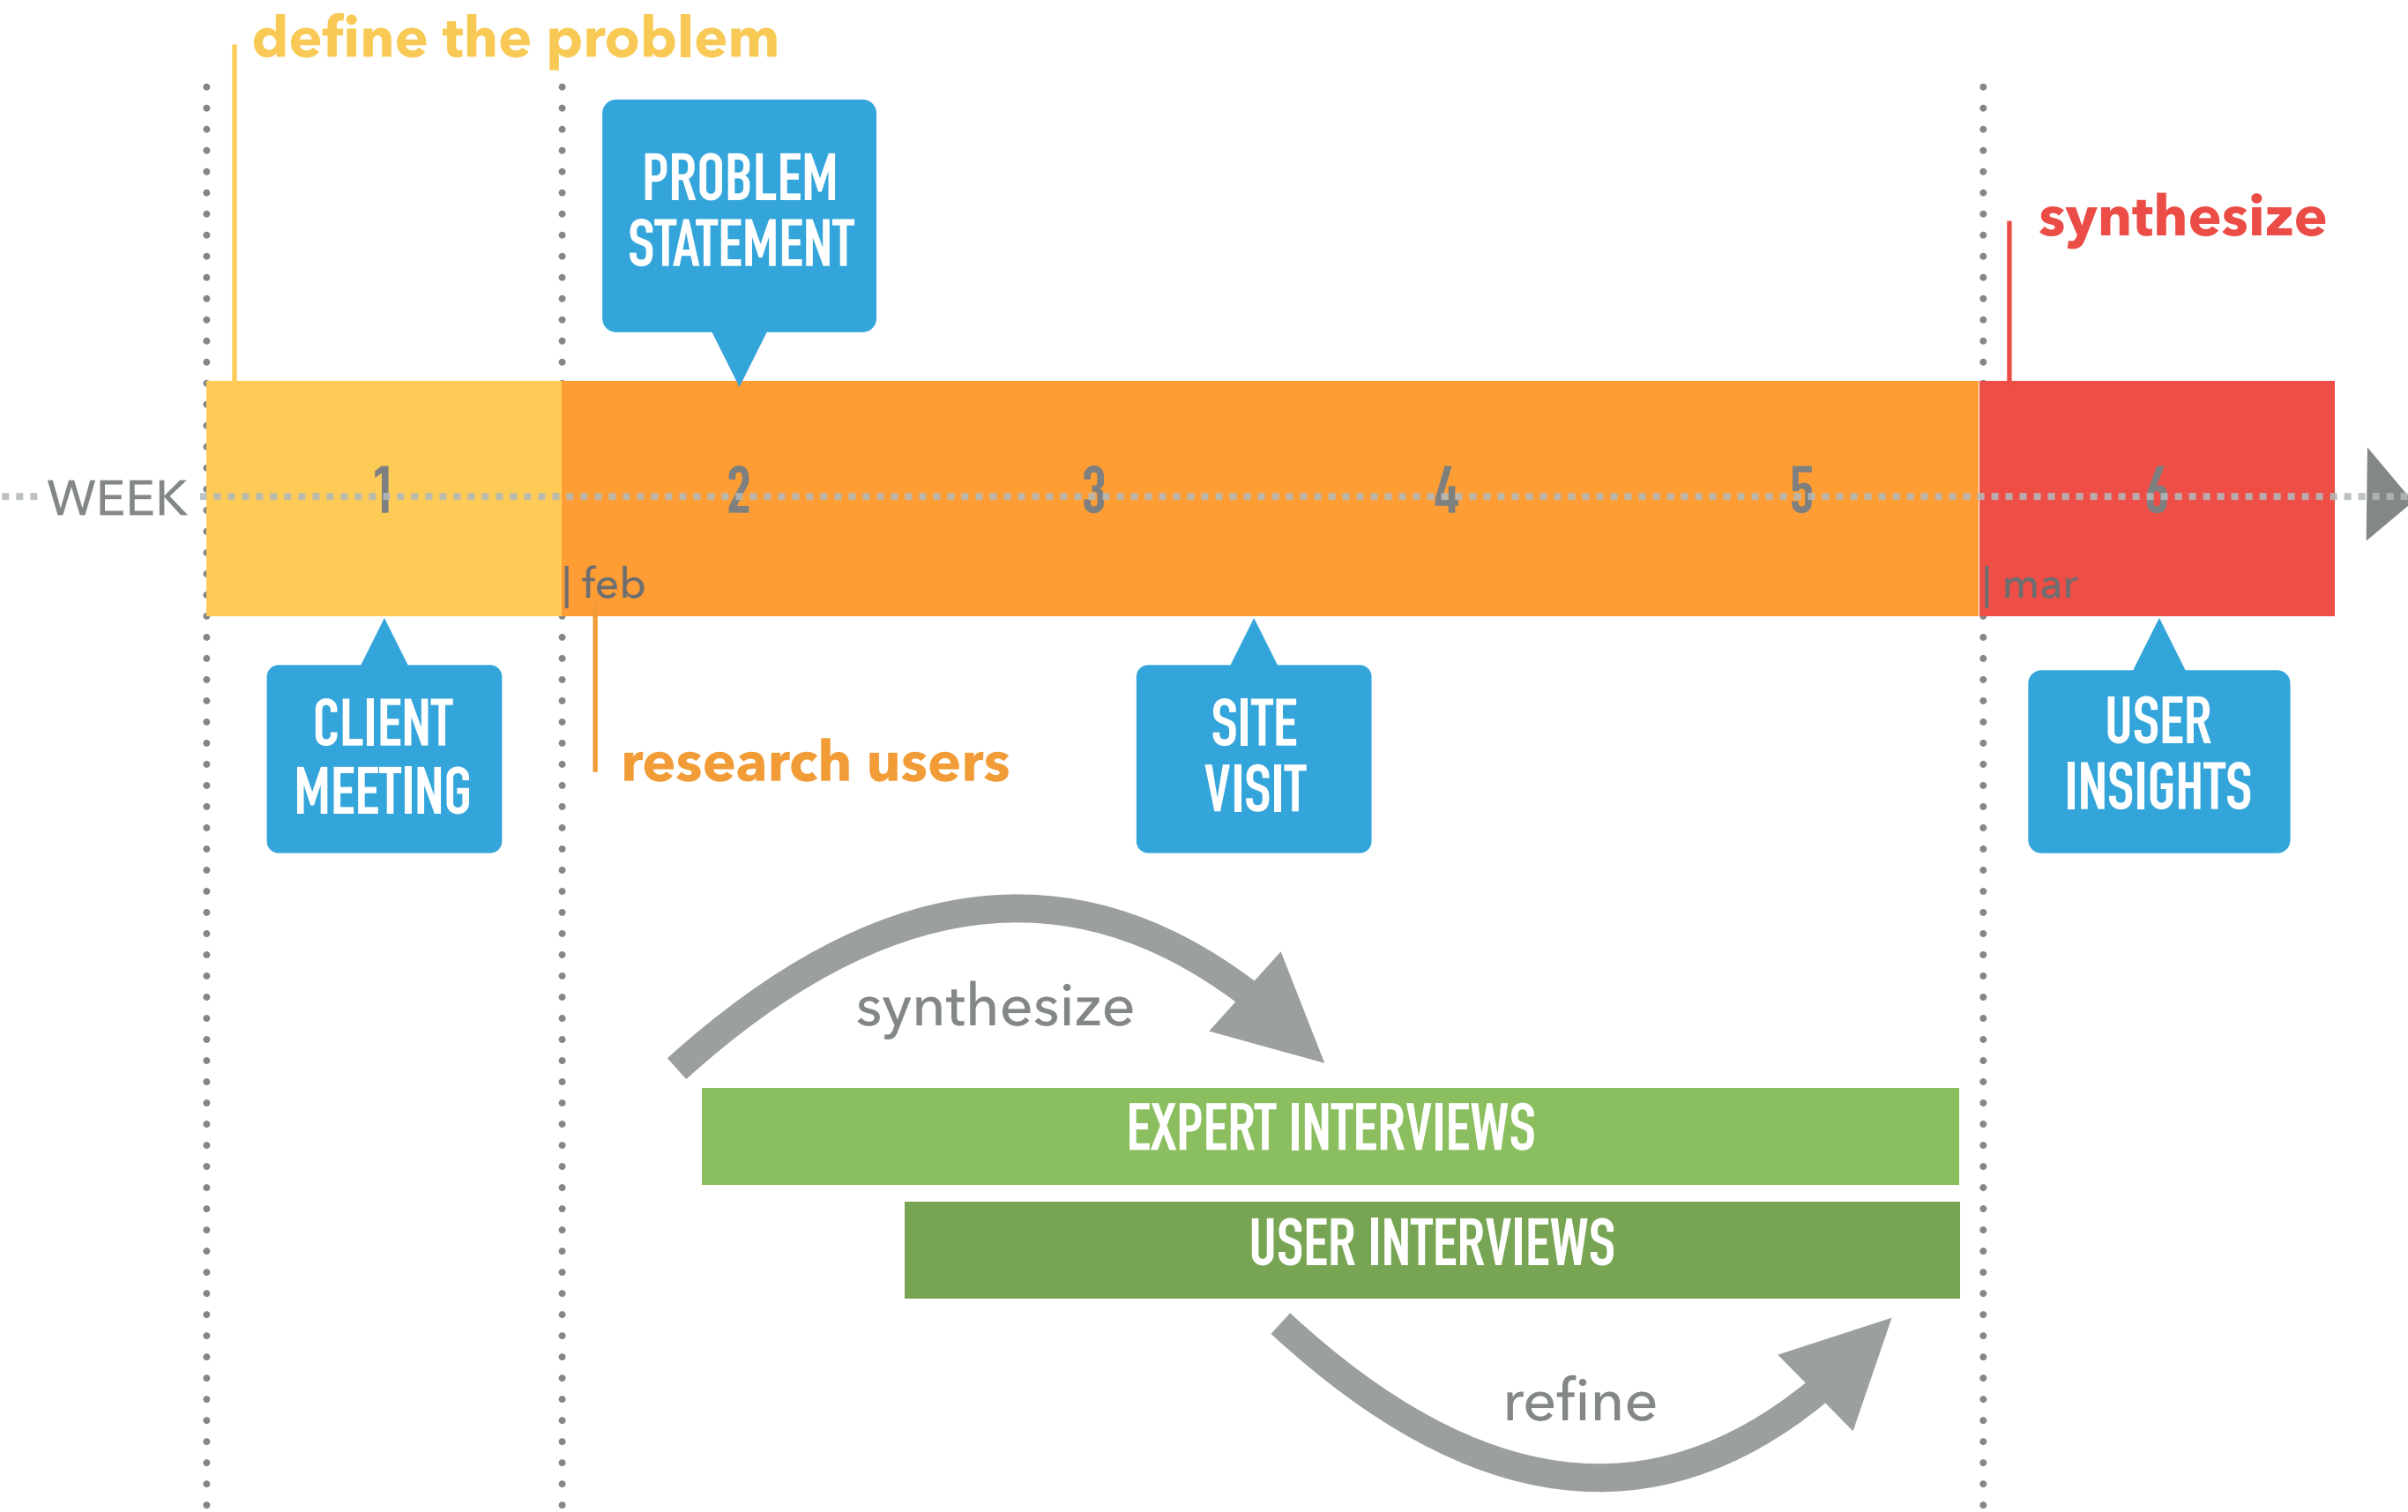 define the problem
PROBLEM
STATEMENT
synthesize
WEEK
1
2
3
4
5
6
| feb
| mar
CLIENT
MEETING
research users
SITE
VISIT
USER
INSIGHTS
synthesize
EXPERT INTERVIEWS
USER INTERVIEWS
refine